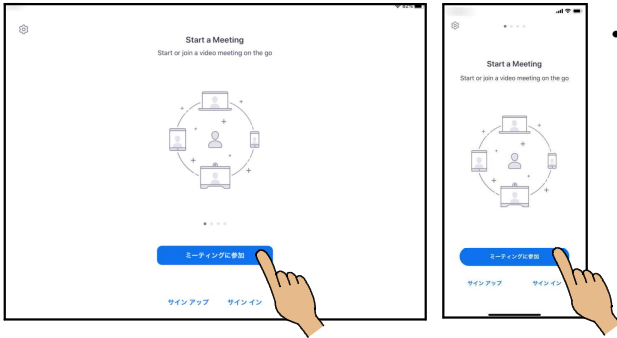 82%
Start a Meeting
Start or join a video meeting on the go
ミーティングに参加
サイン アップ サイン イン
Start a Meeting
Start or join a video meeting on the go
ミーティングに参加
サイン アップ サイン イン